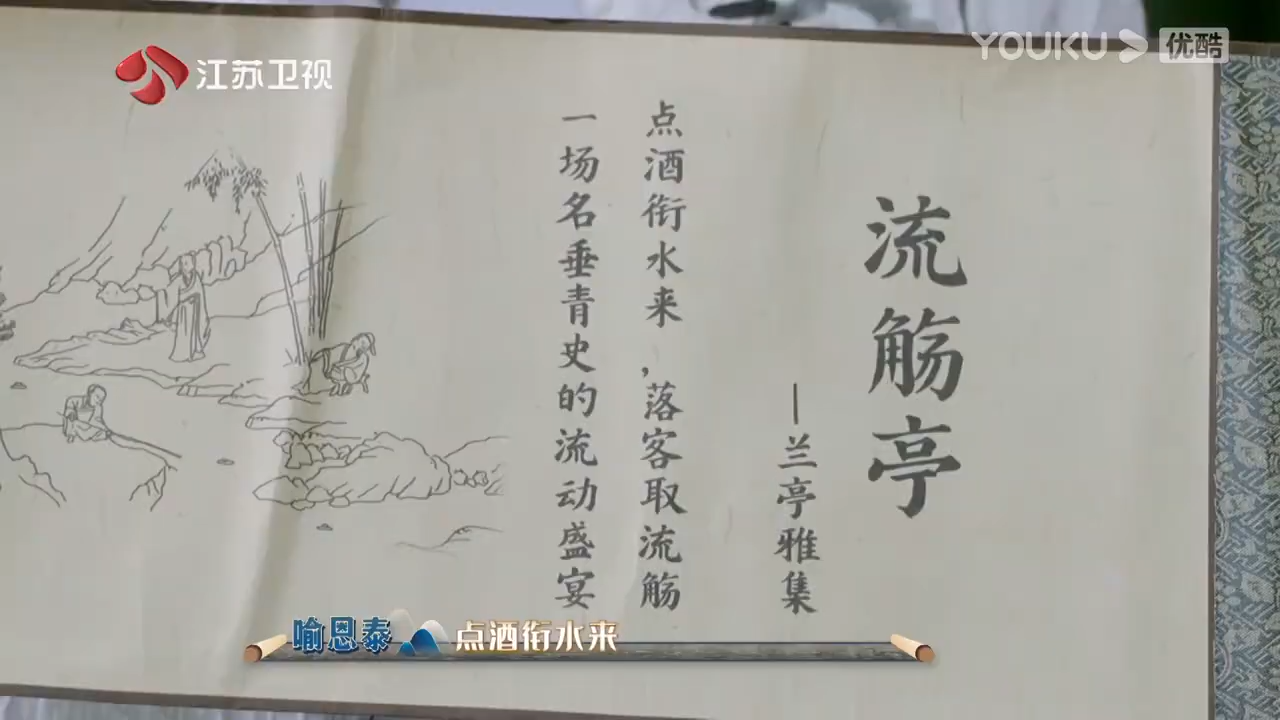 江苏卫视
YOUKU 优酷
流觞亭
—兰亭雅集
点酒衔水来，落客取流觞
一场名垂青史的流动盛宴
喻恩泰 点酒衔水来